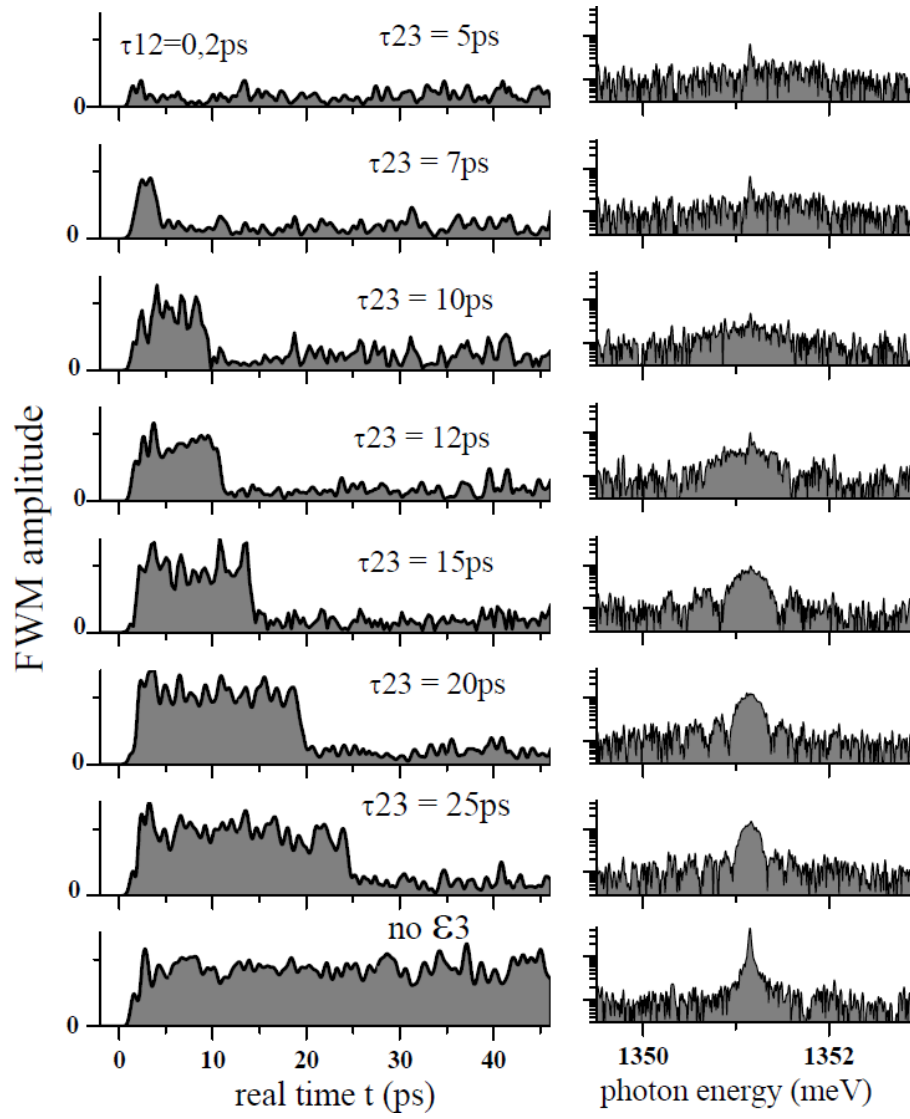 τ12=0,2ps
τ23 = 5ps
0
τ23 = 7ps
0
τ23 = 10ps
0
τ23 = 12ps
0
τ23 = 15ps
0
τ23 = 20ps
0
τ23 = 25ps
0
no ε3
0
0 10 20 30 40
real time t (ps)
1350 1352
photon energy (meV)
FWM amplitude